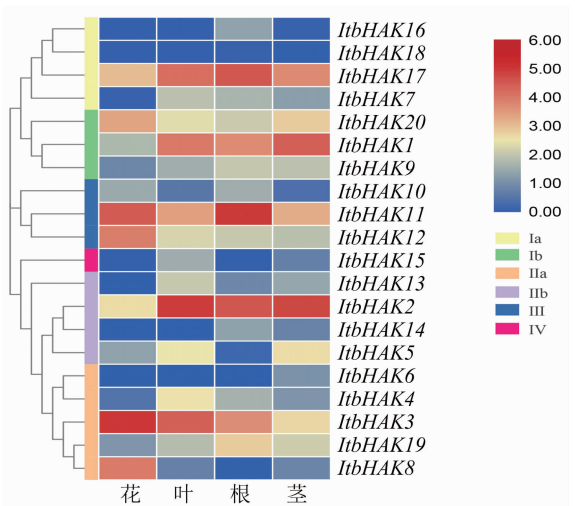 ItbHAK16
ItbHAK18
ItbHAK17
ItbHAK7
ItbHAK20
ItbHAK1
ItbHAK9
ItbHAK10
ItbHAK11
ItbHAK12
ItbHAK15
ItbHAK13
ItbHAK2
ItbHAK14
ItbHAK5
ItbHAK6
ItbHAK4
ItbHAK3
ItbHAK19
ItbHAK8
花 叶 根 茎
6.00
5.00
4.00
3.00
2.00
1.00
0.00
Ia
Ib
IIa
IIb
III
IV